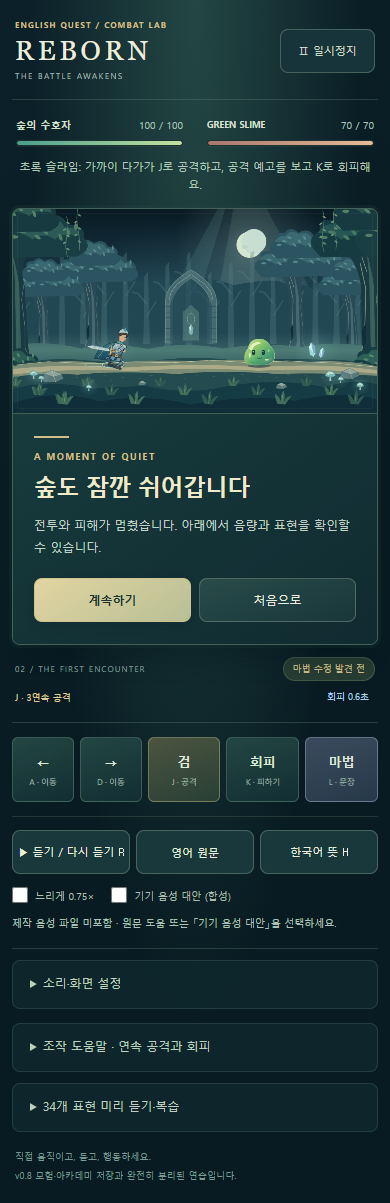 ENGLISH QUEST / COMBAT LAB
REBORN
THE BATTLE AWAKENS
Ⅱ 일시정지
숲의 수호자 100 / 100
GREEN SLIME 70 / 70
초록 슬라임: 가까이 다가가 J로 공격하고, 공격 예고를 보고 K로 회피해
요.
A MOMENT OF QUIET
숲도 잠깐 쉬어갑니다
전투와 피해가 멈췄습니다. 아래에서 음량과 표현을 확인할
수 있습니다.
계속하기
처음으로
02 / THE FIRST ENCOUNTER
마법 수정 발견 전
J · 3연속 공격
회피 0.6초
←
A · 이동
→
D · 이동
검
J · 공격
회피
K · 피하기
마법
L · 문장
▶ 듣기 / 다시 듣기 R
영어 원문
한국어 뜻 H
느리게 0.75×
기기 음성 대안 (합성)
제작 음성 파일 미포함 · 원문 도움 또는 「기기 음성 대안」을 선택하세요.
▶ 소리·화면 설정
▶ 조작 도움말 · 연속 공격과 회피
▶ 34개 표현 미리 듣기·복습
직접 움직이고, 듣고, 행동하세요.
v0.8 모험·아카데미 저장과 완전히 분리된 연습입니다.